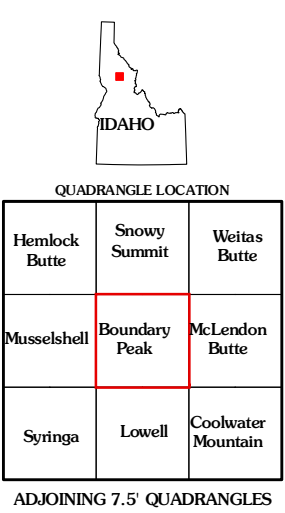 IDAHO
QUADRANGLE LOCATION
Hemlock
Butte
Snowy
Summit
Weitas
Butte
Musselshell
Boundary
Peak
McLendon
Butte
Syringa
Lowell
Coolwater
Mountain
ADJOINING 7.5' QUADRANGLES